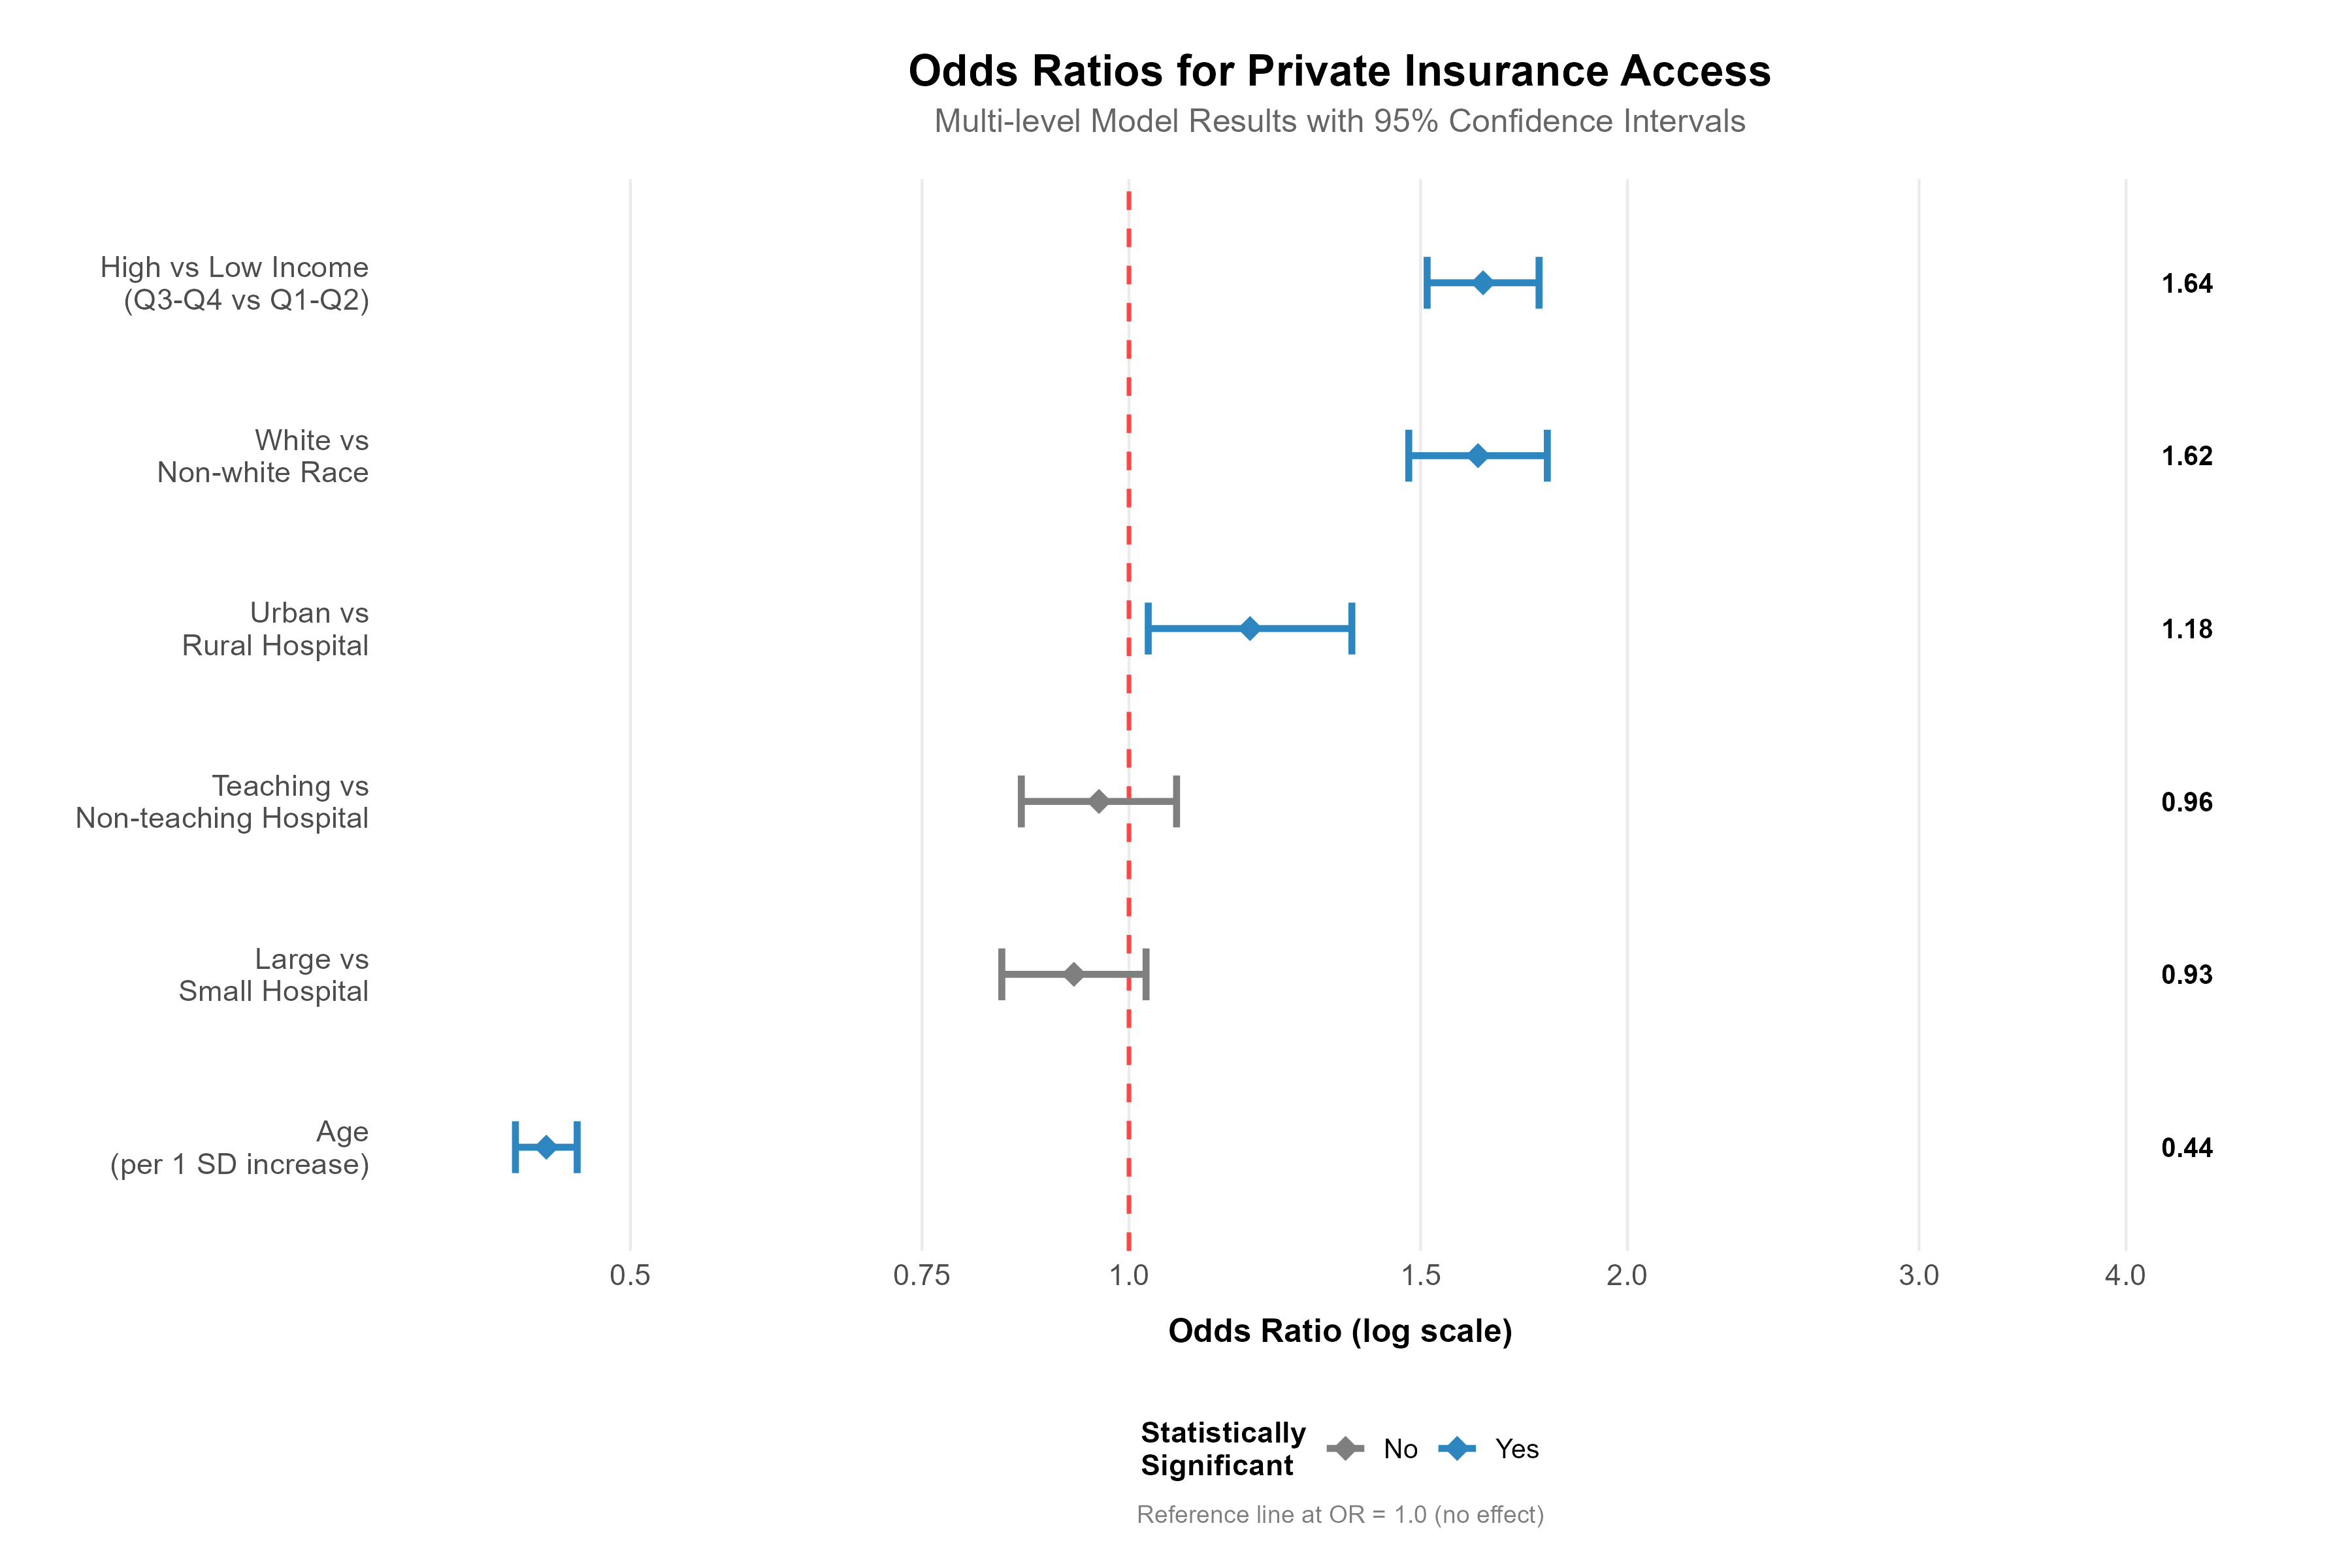 Odds Ratios for Private Insurance Access
Multi-level Model Results with 95% Confidence Intervals
High vs Low Income
(Q3-Q4 vs Q1-Q2)
1.64
White vs
Non-white Race
1.62
Urban vs
Rural Hospital
1.18
Teaching vs
Non-teaching Hospital
0.96
Large vs
Small Hospital
0.93
Age
(per 1 SD increase)
0.44
0.5 0.75 1.0 1.5 2.0 3.0 4.0
Odds Ratio (log scale)
Statistically
Significant
No Yes
Reference line at OR = 1.0 (no effect)